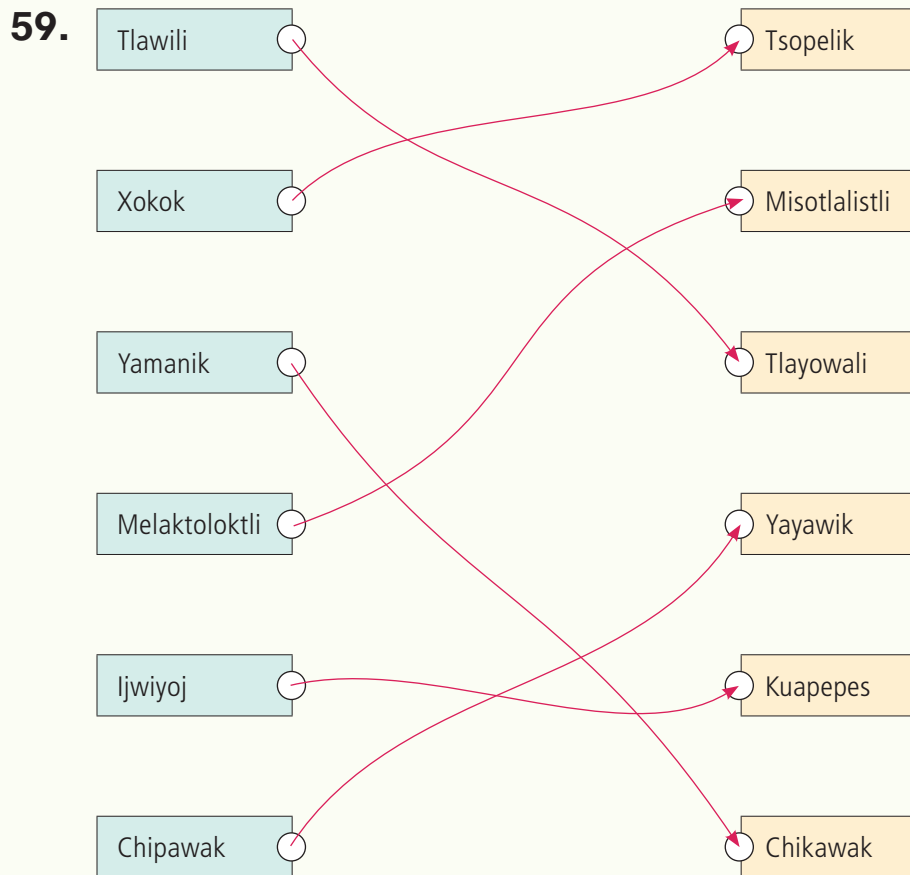 59.
Tlawili
Tsopelik
Xokok
Misotlalistli
Yamanik
Tlayowali
Melaktoloktli
Yayawik
Ijwiyoj
Kuapepes
Chipawak
Chikawak